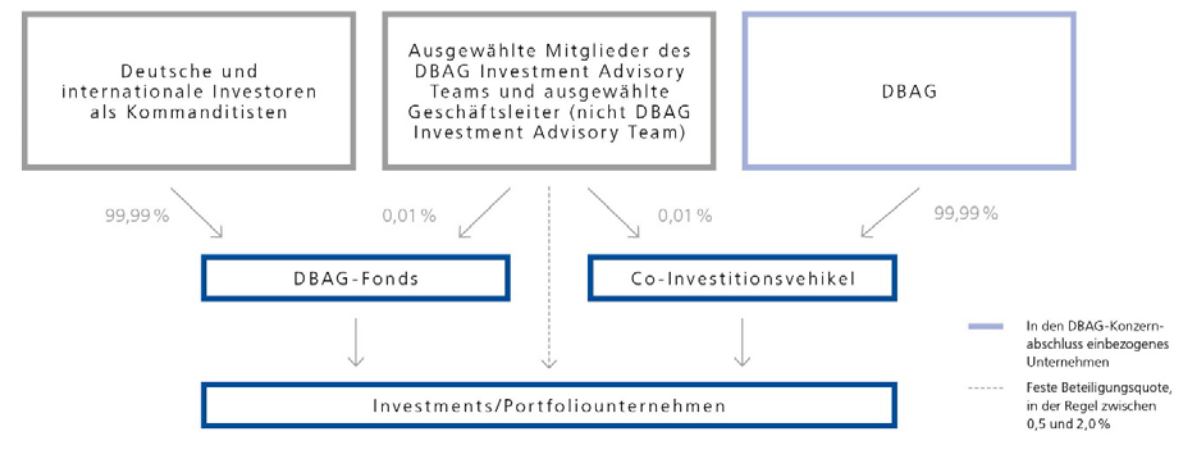 Deutsche und
internationale Investoren
als Kommanditisten
Ausgewählte Mitglieder des
DBAG Investment Advisory
Teams und ausgewählte
Geschäftsleiter (nicht DBAG
Investment Advisory Team)
DBAG
99,99 %
0,01 %
0,01 %
99,99 %
DBAG-Fonds
Co-Investitionsvehikel
Investments/Portfoliounternehmen
In den DBAG-Konzern-
abschluss einbezogenes
Unternehmen
Feste Beteiligungsquote,
in der Regel zwischen
0,5 und 2,0 %